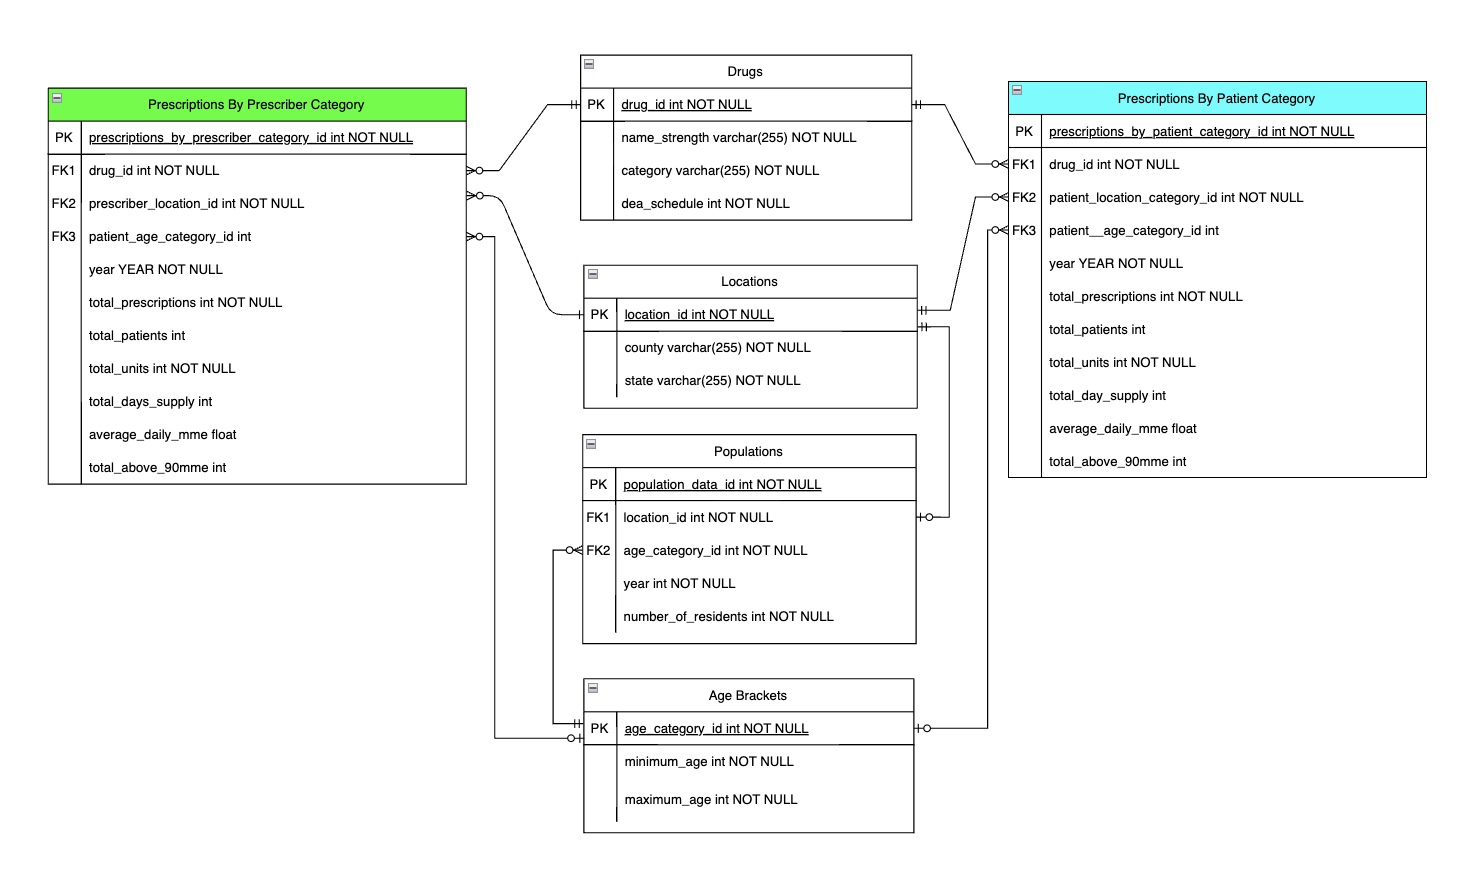 Prescriptions By Prescriber Category
PK prescriptions_by_prescriber_category_id int NOT NULL
FK1 drug_id int NOT NULL
FK2 prescriber_location_id int NOT NULL
FK3 patient_age_category_id int
year YEAR NOT NULL
total_prescriptions int NOT NULL
total_patients int
total_units int NOT NULL
total_days_supply int
average_daily_mme float
total_above_90mme int
Drugs
PK drug_id int NOT NULL
name_strength varchar(255) NOT NULL
category varchar(255) NOT NULL
dea_schedule int NOT NULL
Locations
PK location_id int NOT NULL
county varchar(255) NOT NULL
state varchar(255) NOT NULL
Populations
PK population_data_id int NOT NULL
FK1 location_id int NOT NULL
FK2 age_category_id int NOT NULL
year int NOT NULL
number_of_residents int NOT NULL
Age Brackets
PK age_category_id int NOT NULL
minimum_age int NOT NULL
maximum_age int NOT NULL
Prescriptions By Patient Category
PK prescriptions_by_patient_category_id int NOT NULL
FK1 drug_id int NOT NULL
FK2 patient_location_category_id int NOT NULL
FK3 patient__age_category_id int
year YEAR NOT NULL
total_prescriptions int NOT NULL
total_patients int
total_units int NOT NULL
total_day_supply int
average_daily_mme float
total_above_90mme int